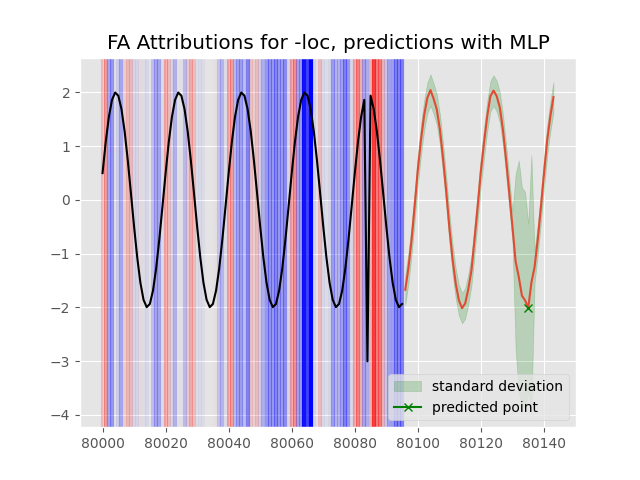 FA Attributions for -loc, predictions with MLP
2
1
0
−1
−2
−3
−4
standard deviation
predicted point
80000 80020 80040 80060 80080 80100 80120 80140